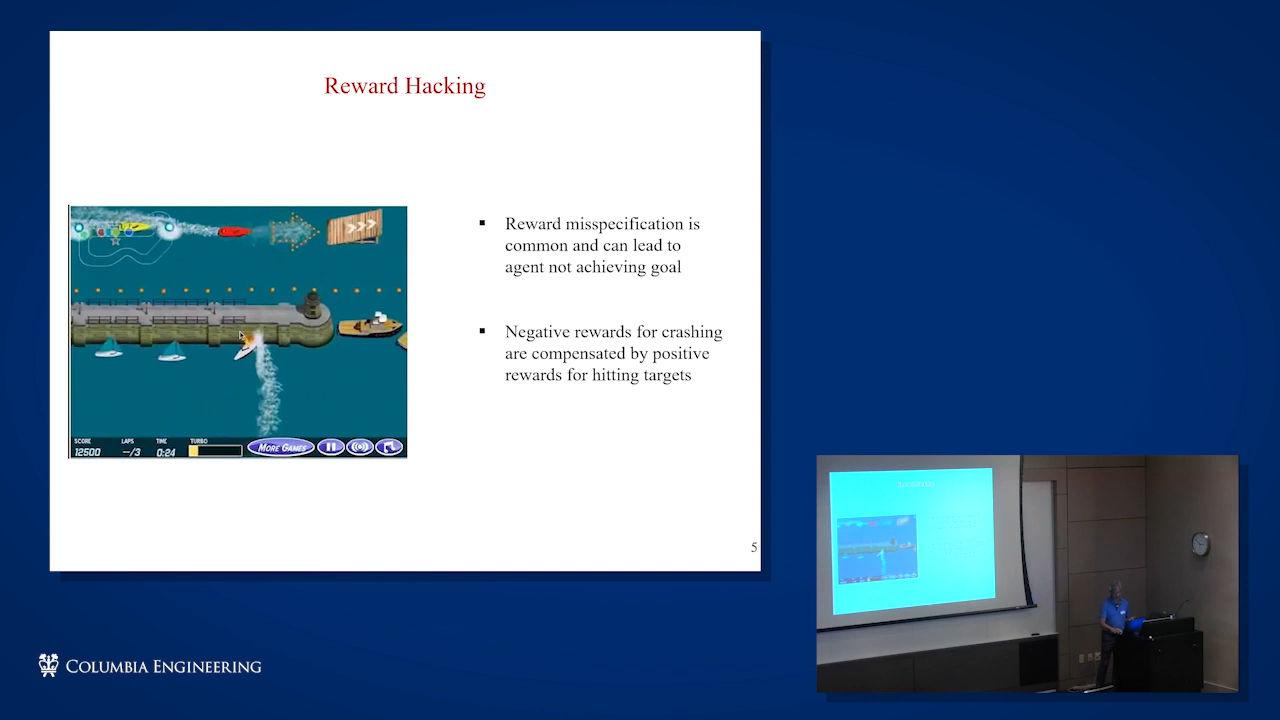 Reward Hacking
Reward misspecification is
common and can lead to
agent not achieving goal
Negative rewards for crashing
are compensated by positive
rewards for hitting targets
SCORE
LAPS
TIME
TURBO
12500
--/3
0:24
MORE GAMES
5
COLUMBIA ENGINEERING